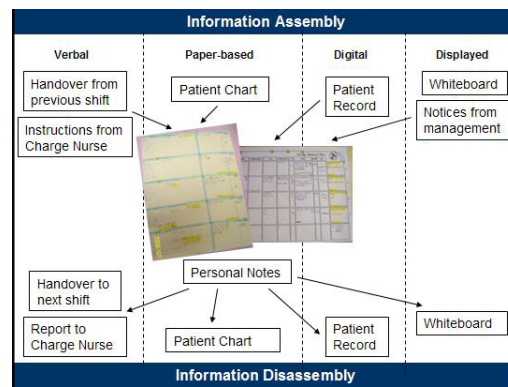 Information Assembly
Verbal
Paper-based
Digital
Displayed
Handover from
previous shift
Instructions from
Charge Nurse
Patient Chart
Patient
Record
Whiteboard
Notices from
management
Personal Notes
Handover to
next shift
Report to
Charge Nurse
Patient Chart
Patient
Record
Whiteboard
Information Disassembly